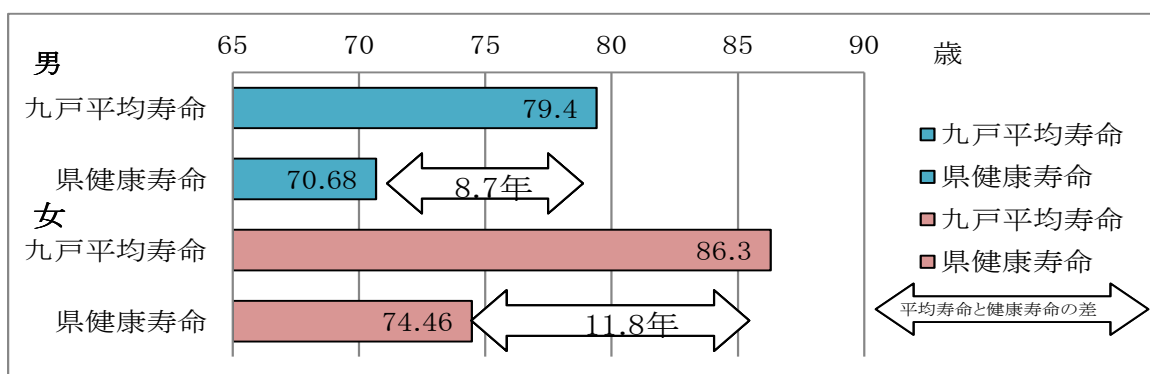 65 70 75 80 85 90 歳
男
九戸平均寿命 79.4
県健康寿命 70.68 8.7年
女
九戸平均寿命 86.3
県健康寿命 74.46 11.8年
九戸平均寿命
県健康寿命
九戸平均寿命
県健康寿命
平均寿命と健康寿命の差